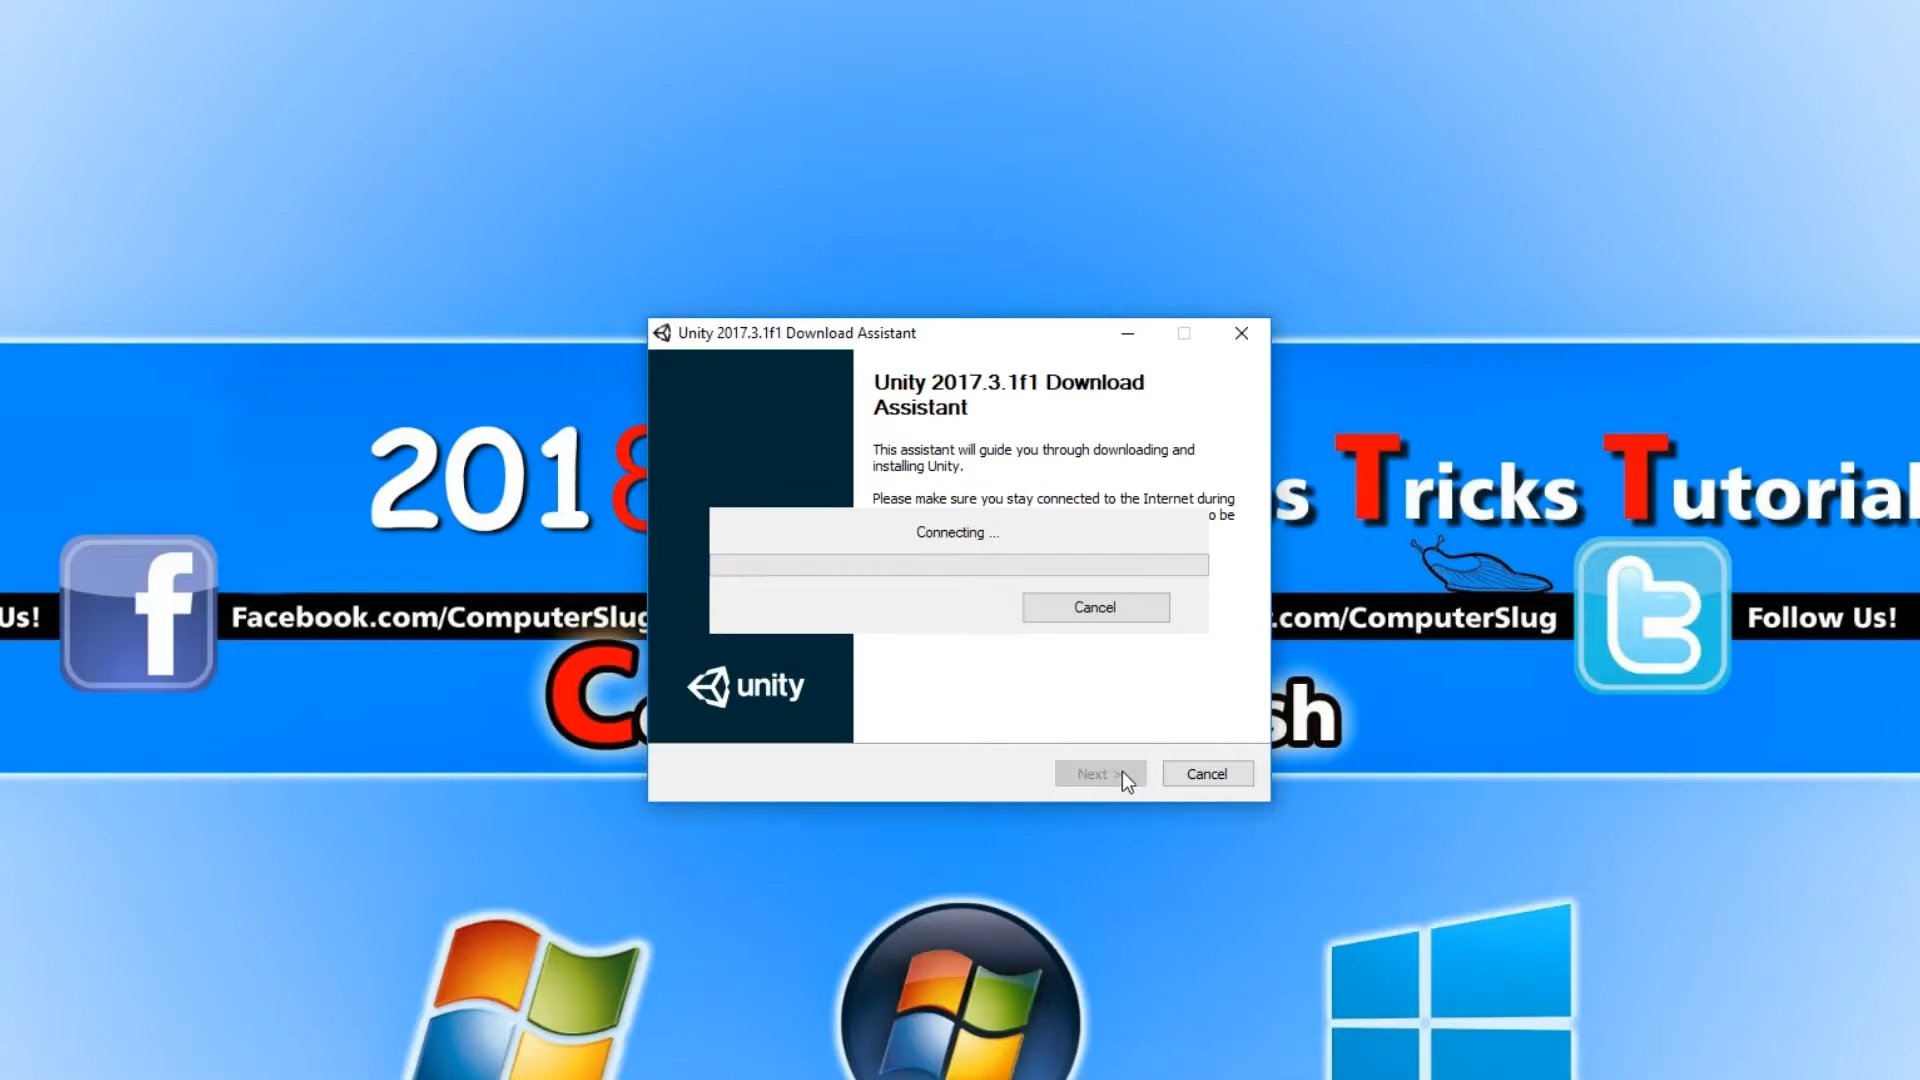 Unity 2017.3.1f1 Download Assistant
Unity 2017.3.1f1 Download
Assistant
This assistant will guide you through downloading and
installing Unity.
Please make sure you stay connected to the Internet during
o be
Connecting ...
Cancel
unity
Next >
Cancel
2018
s Tricks Tutorial
Us!
Facebook.com/ComputerSlug
.com/ComputerSlug
Follow Us!
sh